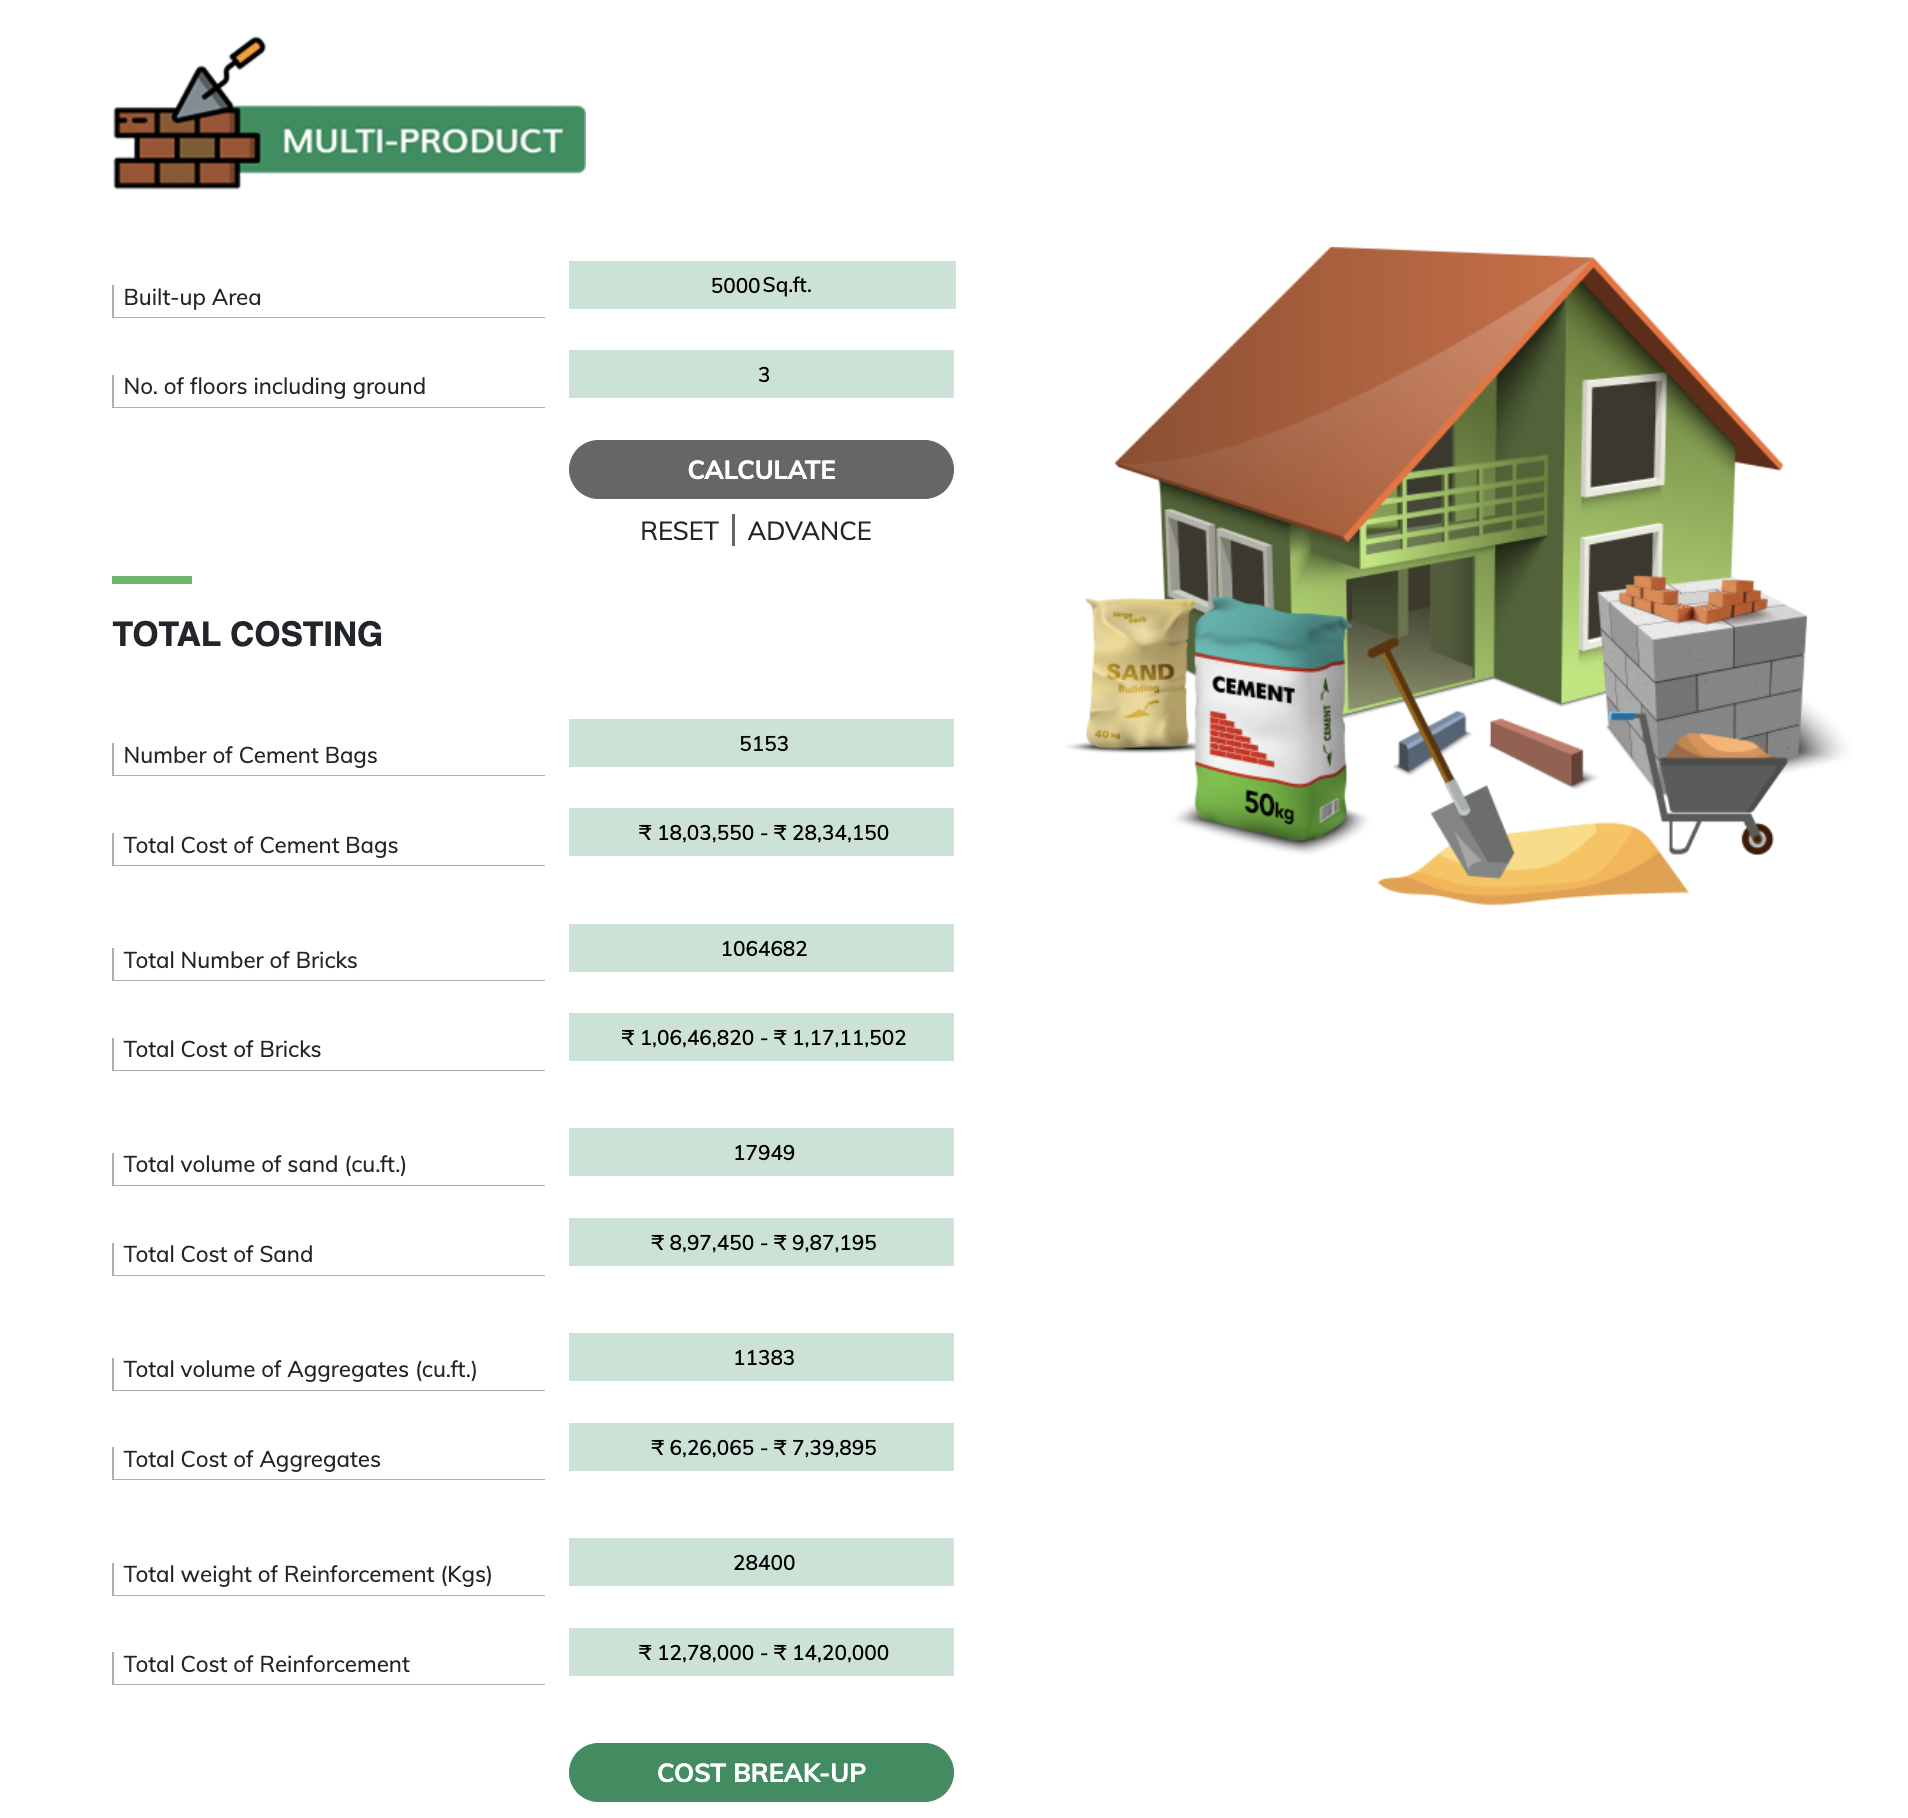 MULTI-PRODUCT
Built-up Area
5000 Sq.ft.
No. of floors including ground
3
CALCULATE
RESET | ADVANCE
TOTAL COSTING
Number of Cement Bags
5153
Total Cost of Cement Bags
₹ 18,03,550 - ₹ 28,34,150
Total Number of Bricks
1064682
Total Cost of Bricks
₹ 1,06,46,820 - ₹ 1,17,11,502
Total volume of sand (cu.ft.)
17949
Total Cost of Sand
₹ 8,97,450 - ₹ 9,87,195
Total volume of Aggregates (cu.ft.)
11383
Total Cost of Aggregates
₹ 6,26,065 - ₹ 7,39,895
Total weight of Reinforcement (Kgs)
28400
Total Cost of Reinforcement
₹ 12,78,000 - ₹ 14,20,000
COST BREAK-UP
large
pack
SAND
Building
40 kg
CEMENT
CEMENT
50kg